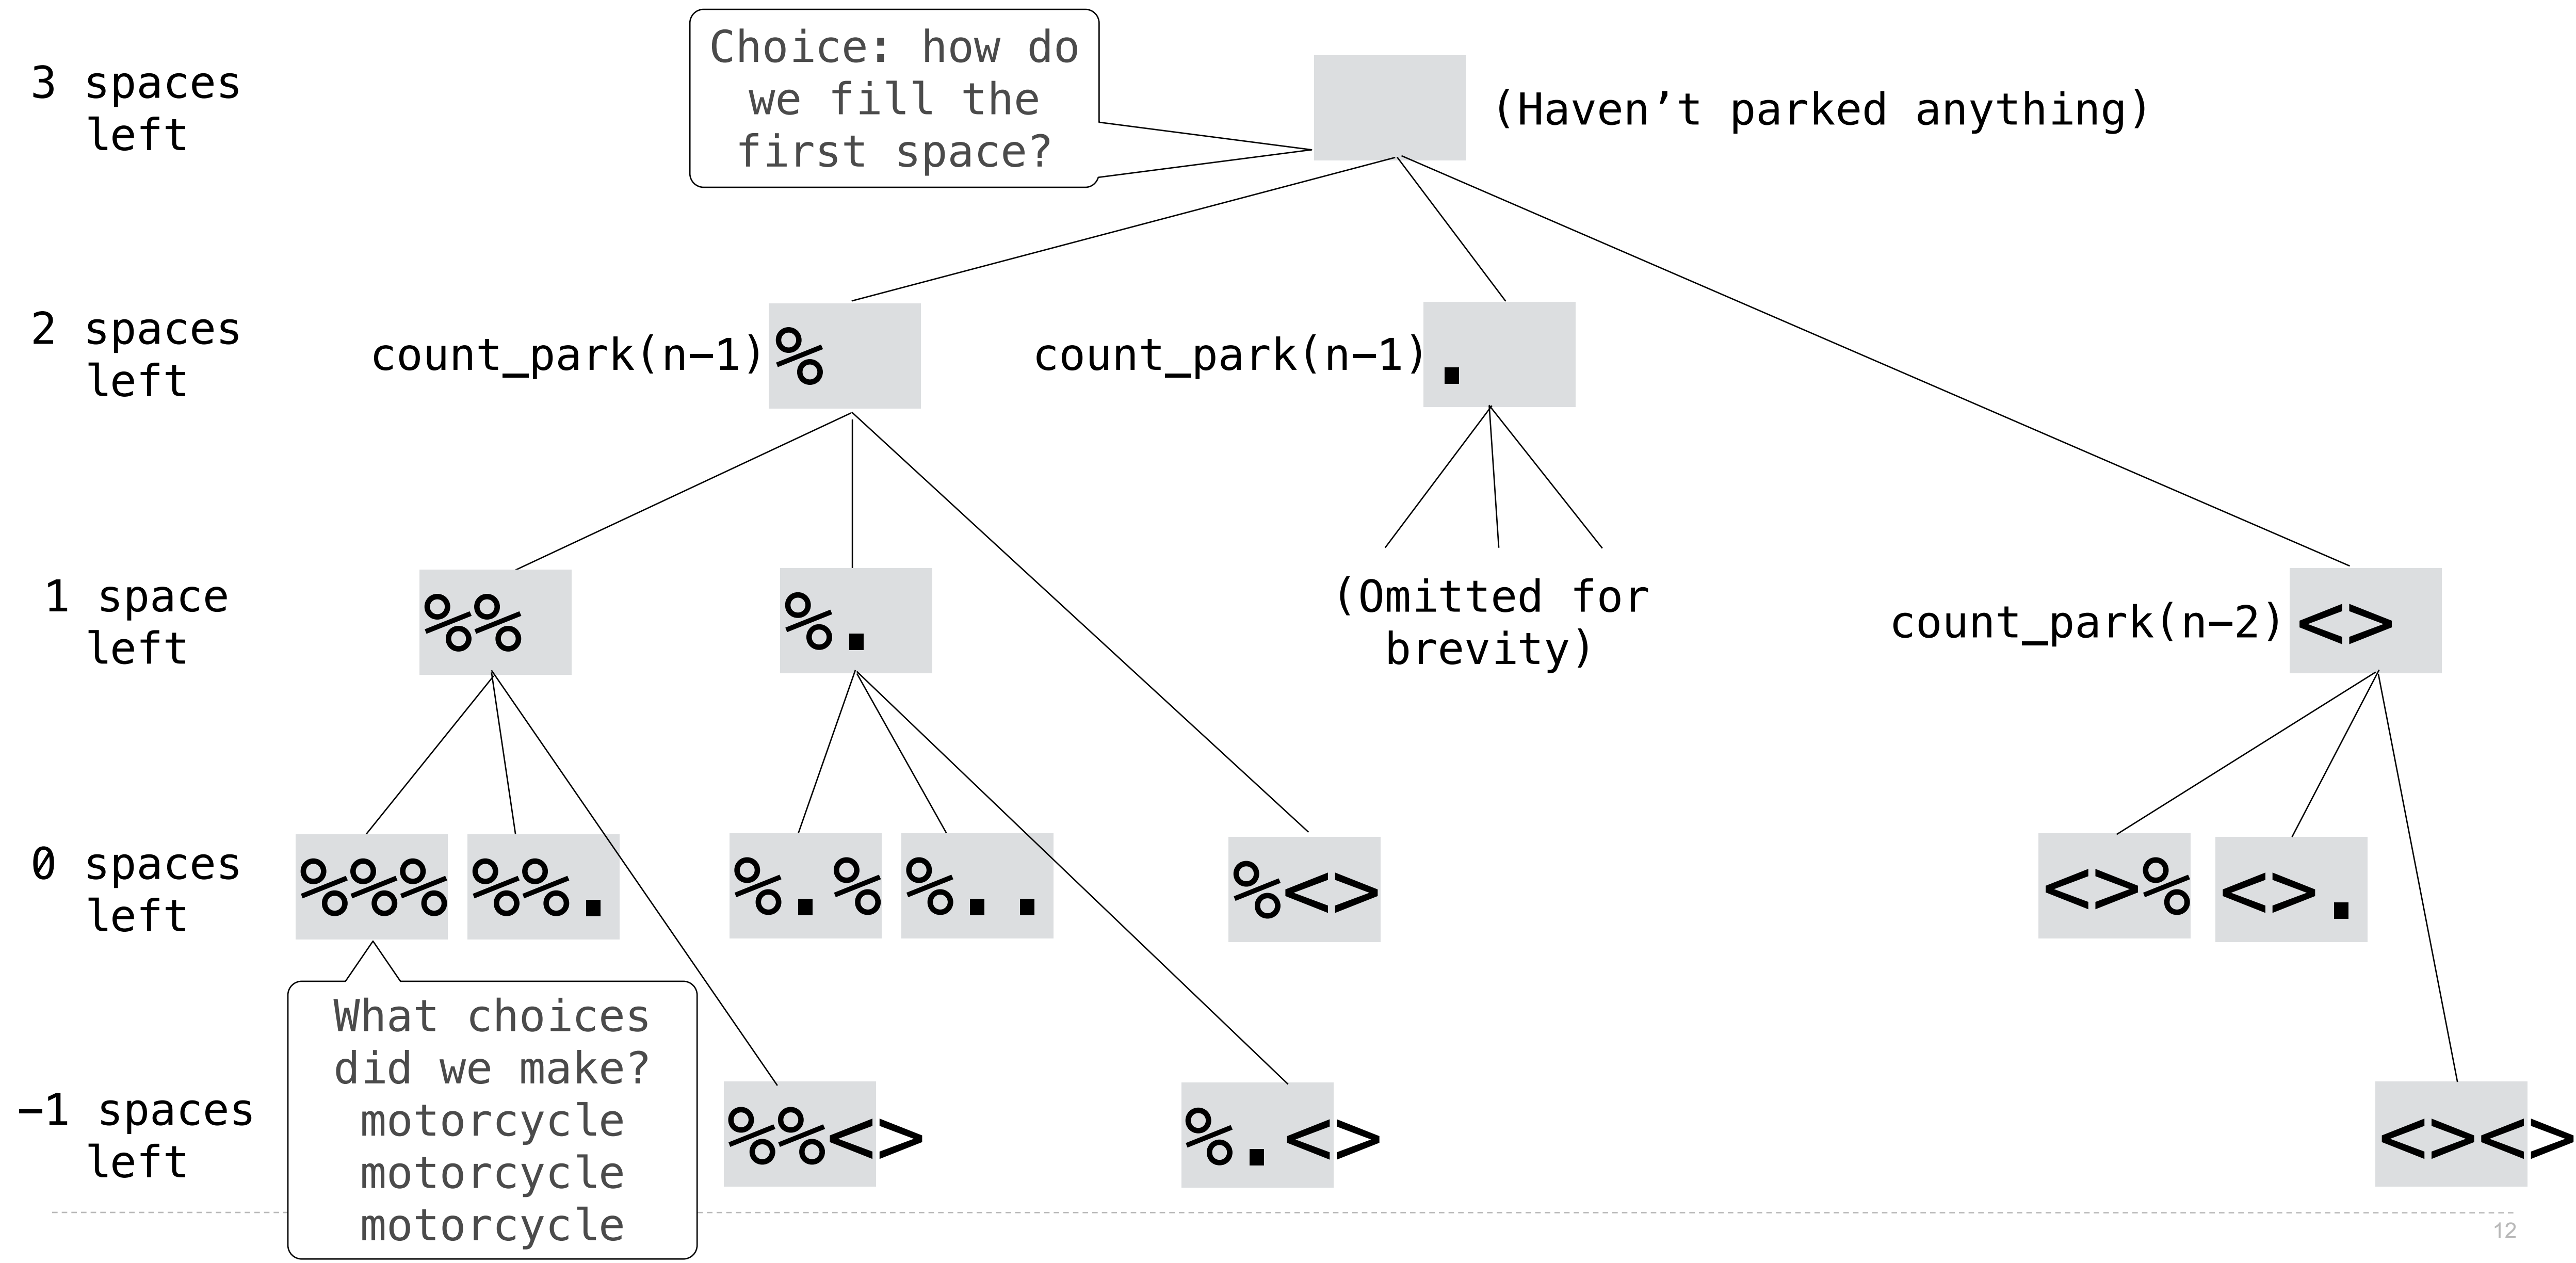 Choice: how do
we fill the
first space?
3 spaces
left
(Haven’t parked anything)
2 spaces
left
count_park(n−1)
%
count_park(n−1)
.
1 space
left
%%
%.
(Omitted for
brevity)
count_park(n−2)
<>
0 spaces
left
%%%
%%.
%.%
%..
%<>
<>%
<>.
What choices
did we make?
motorcycle
motorcycle
motorcycle
−1 spaces
left
%%<>
%.<>
<><>
12